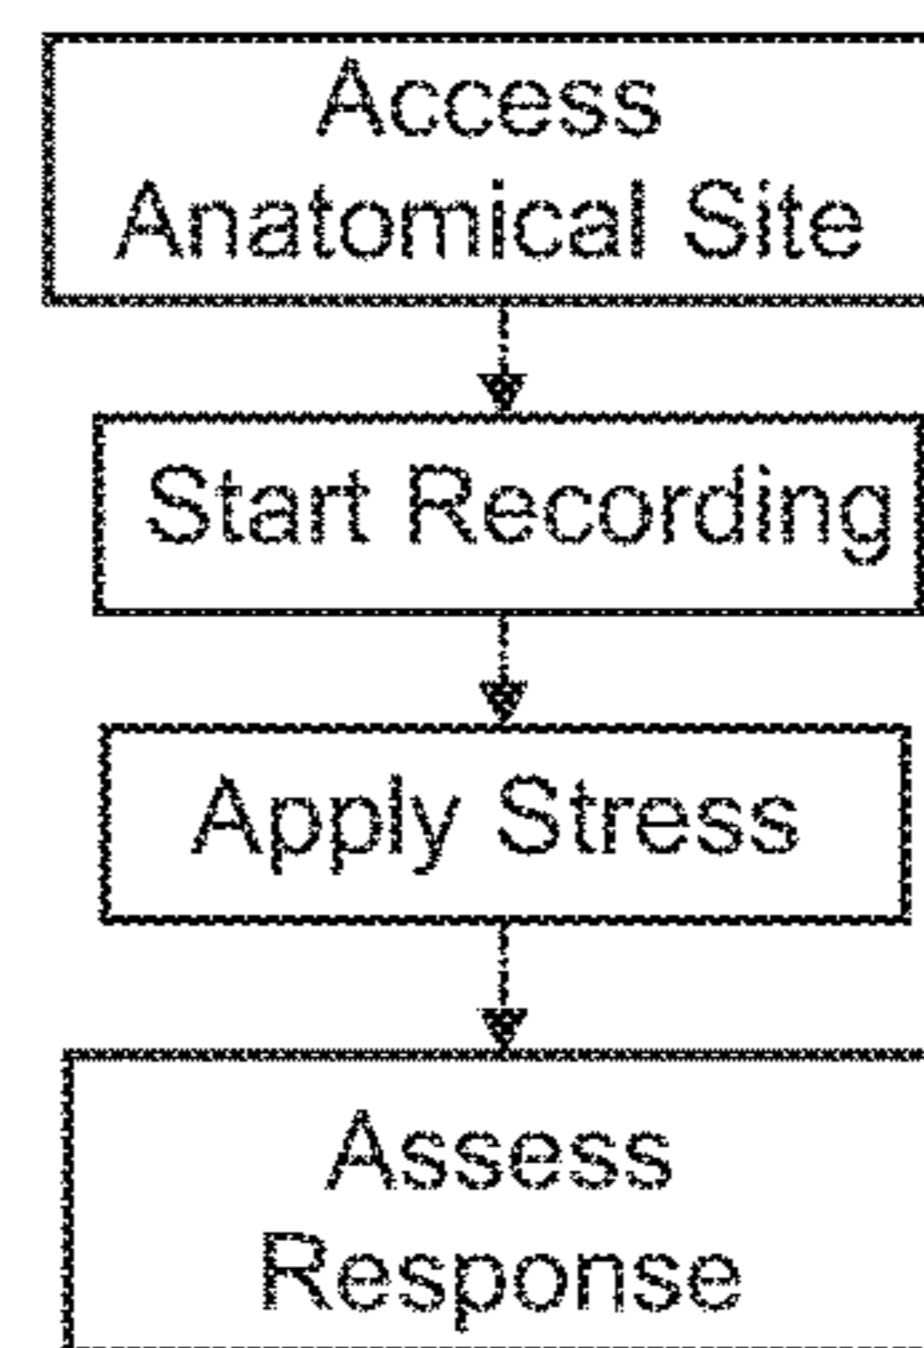 Access
Anatomical Site
Start Recording
Apply Stress
Assess
Response